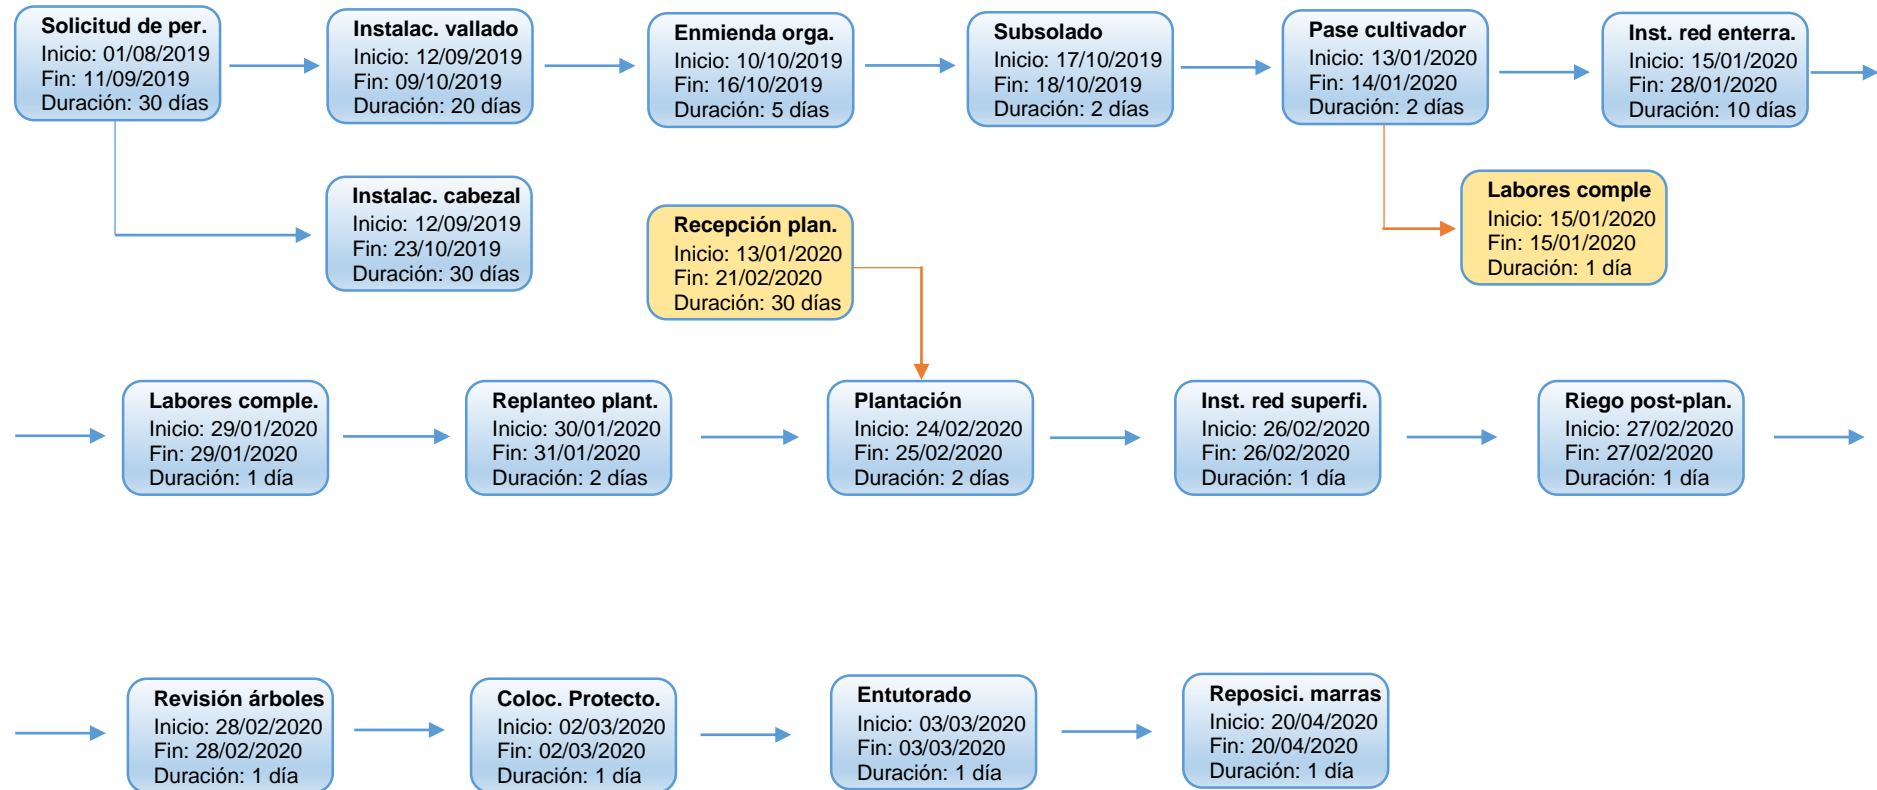 Solicitud de per.
Inicio: 01/08/2019
Fin: 11/09/2019
Duración: 30 días
Instalac. vallado
Inicio: 12/09/2019
Fin: 09/10/2019
Duración: 20 días
Enmienda orga.
Inicio: 10/10/2019
Fin: 16/10/2019
Duración: 5 días
Subsolado
Inicio: 17/10/2019
Fin: 18/10/2019
Duración: 2 días
Pase cultivador
Inicio: 13/01/2020
Fin: 14/01/2020
Duración: 2 días
Inst. red enterra.
Inicio: 15/01/2020
Fin: 28/01/2020
Duración: 10 días
Instalac. cabezal
Inicio: 12/09/2019
Fin: 23/10/2019
Duración: 30 días
Recepción plan.
Inicio: 13/01/2020
Fin: 21/02/2020
Duración: 30 días
Labores comple
Inicio: 15/01/2020
Fin: 15/01/2020
Duración: 1 día
Labores comple.
Inicio: 29/01/2020
Fin: 29/01/2020
Duración: 1 día
Replanteo plant.
Inicio: 30/01/2020
Fin: 31/01/2020
Duración: 2 días
Plantación
Inicio: 24/02/2020
Fin: 25/02/2020
Duración: 2 días
Inst. red superfi.
Inicio: 26/02/2020
Fin: 26/02/2020
Duración: 1 día
Riego post-plan.
Inicio: 27/02/2020
Fin: 27/02/2020
Duración: 1 día
Revisión árboles
Inicio: 28/02/2020
Fin: 28/02/2020
Duración: 1 día
Coloc. Protecto.
Inicio: 02/03/2020
Fin: 02/03/2020
Duración: 1 día
Entutorado
Inicio: 03/03/2020
Fin: 03/03/2020
Duración: 1 día
Reposici. marras
Inicio: 20/04/2020
Fin: 20/04/2020
Duración: 1 día